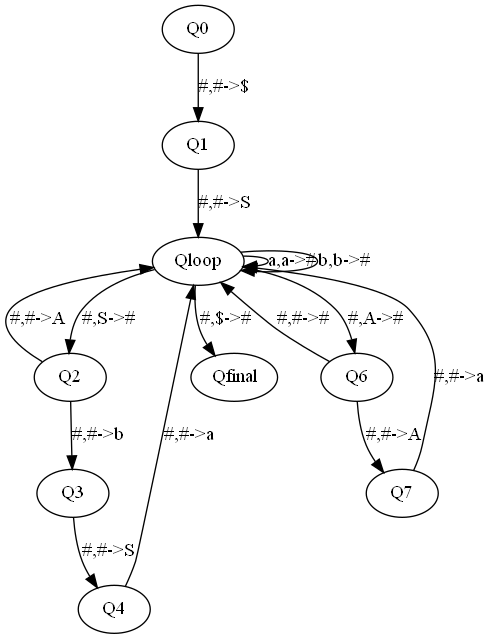 Q0
#,#->$
Q1
#,#->S
Qloop
a,a->#
b,b->#
#,#->A
#,S->#
#,$->#
#,#->#
#,A->#
Q2
Qfinal
Q6
#,#->a
#,#->b
#,#->a
#,#->A
Q3
Q7
#,#->S
Q4